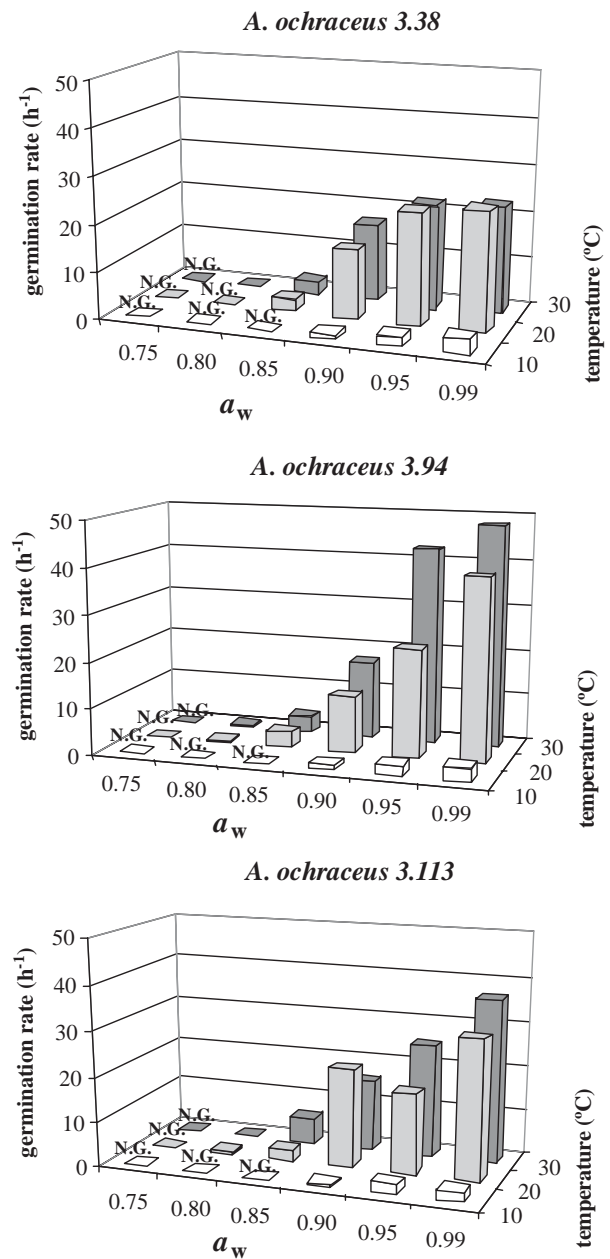 A. ochraceus 3.38
germination rate (h-1)
50
40
30
20
10
0
N.G.
N.G.
N.G.
N.G.
N.G.
N.G.
0.75
0.80
0.85
0.90
0.95
0.99
aw
30
20
10
temperature (ºC)
A. ochraceus 3.94
germination rate (h-1)
50
40
30
20
10
0
N.G.
N.G.
N.G.
N.G.
N.G.
0.75
0.80
0.85
0.90
0.95
0.99
aw
30
20
10
temperature (ºC)
A. ochraceus 3.113
germination rate (h-1)
50
40
30
20
10
0
N.G.
N.G.
N.G.
N.G.
N.G.
0.75
0.80
0.85
0.90
0.95
0.99
aw
30
20
10
temperature (ºC)